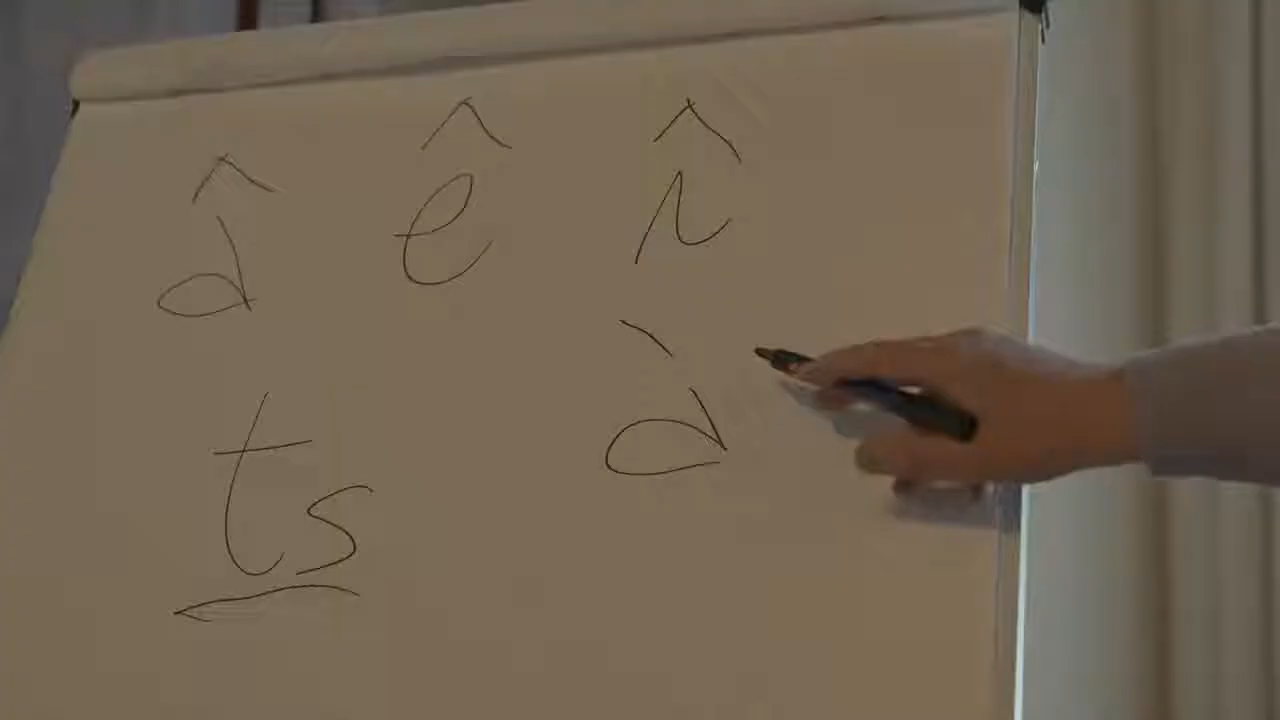 â ê î
ts à